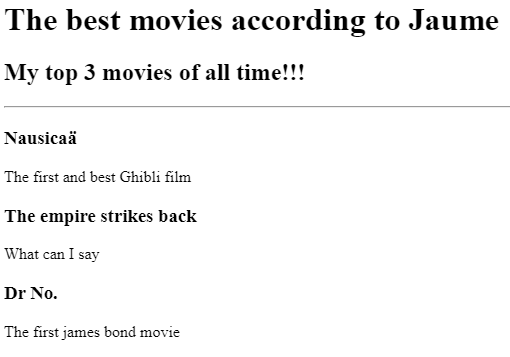 The best movies according to Jaume
My top 3 movies of all time!!!
Nausicaä
The first and best Ghibli film
The empire strikes back
What can I say
Dr No.
The first james bond movie